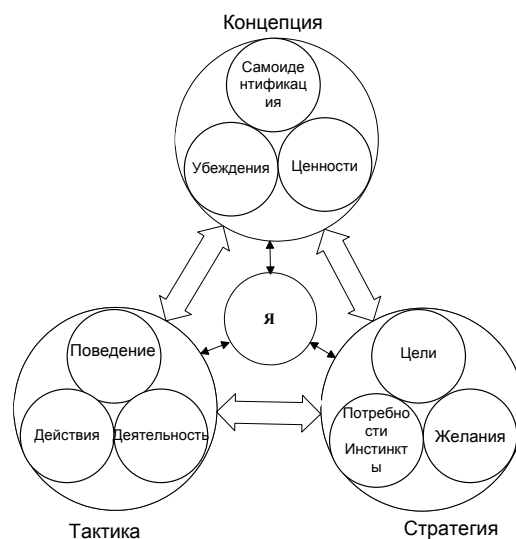 Концепция
Самоиде
нтификац
ия
Убеждения
Ценности
Я
Поведение
Действия
Деятельность
Цели
Потребно
сти
Инстинкт
ы
Желания
Тактика
Стратегия